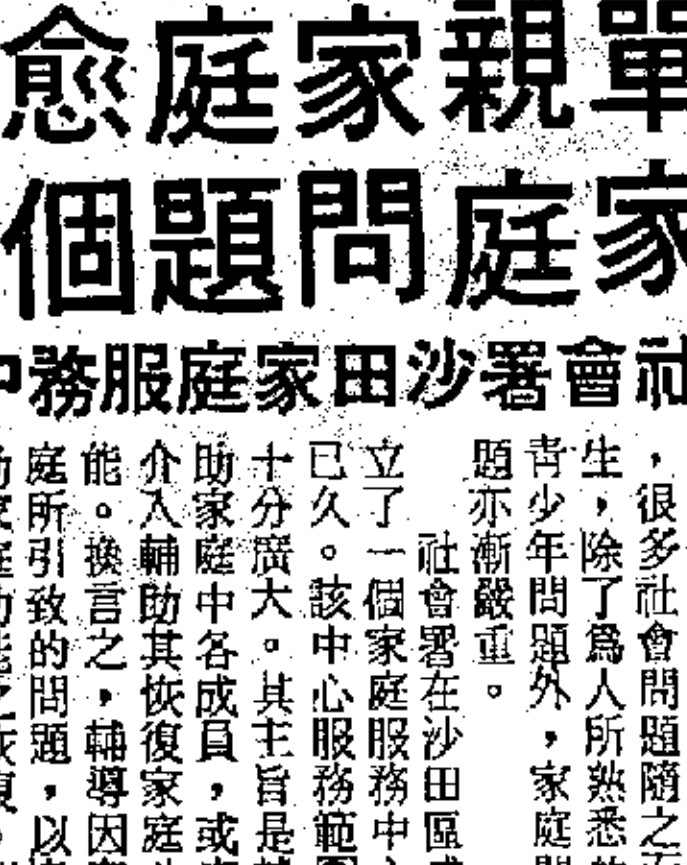 單親家庭愈
家庭問題個
社會署沙田家庭服務中
，很多社會問題隨之
生，除了爲人所熟悉
青少年問題外，家庭問
題亦漸嚴重。
社會署在沙田區
立了一個家庭服務中
已久。該中心服務範圍
十分廣大。其主旨是
助家庭中各成員，或
介入輔助其恢復家庭
能。換言之，輔導因
庭所引致的問題，以